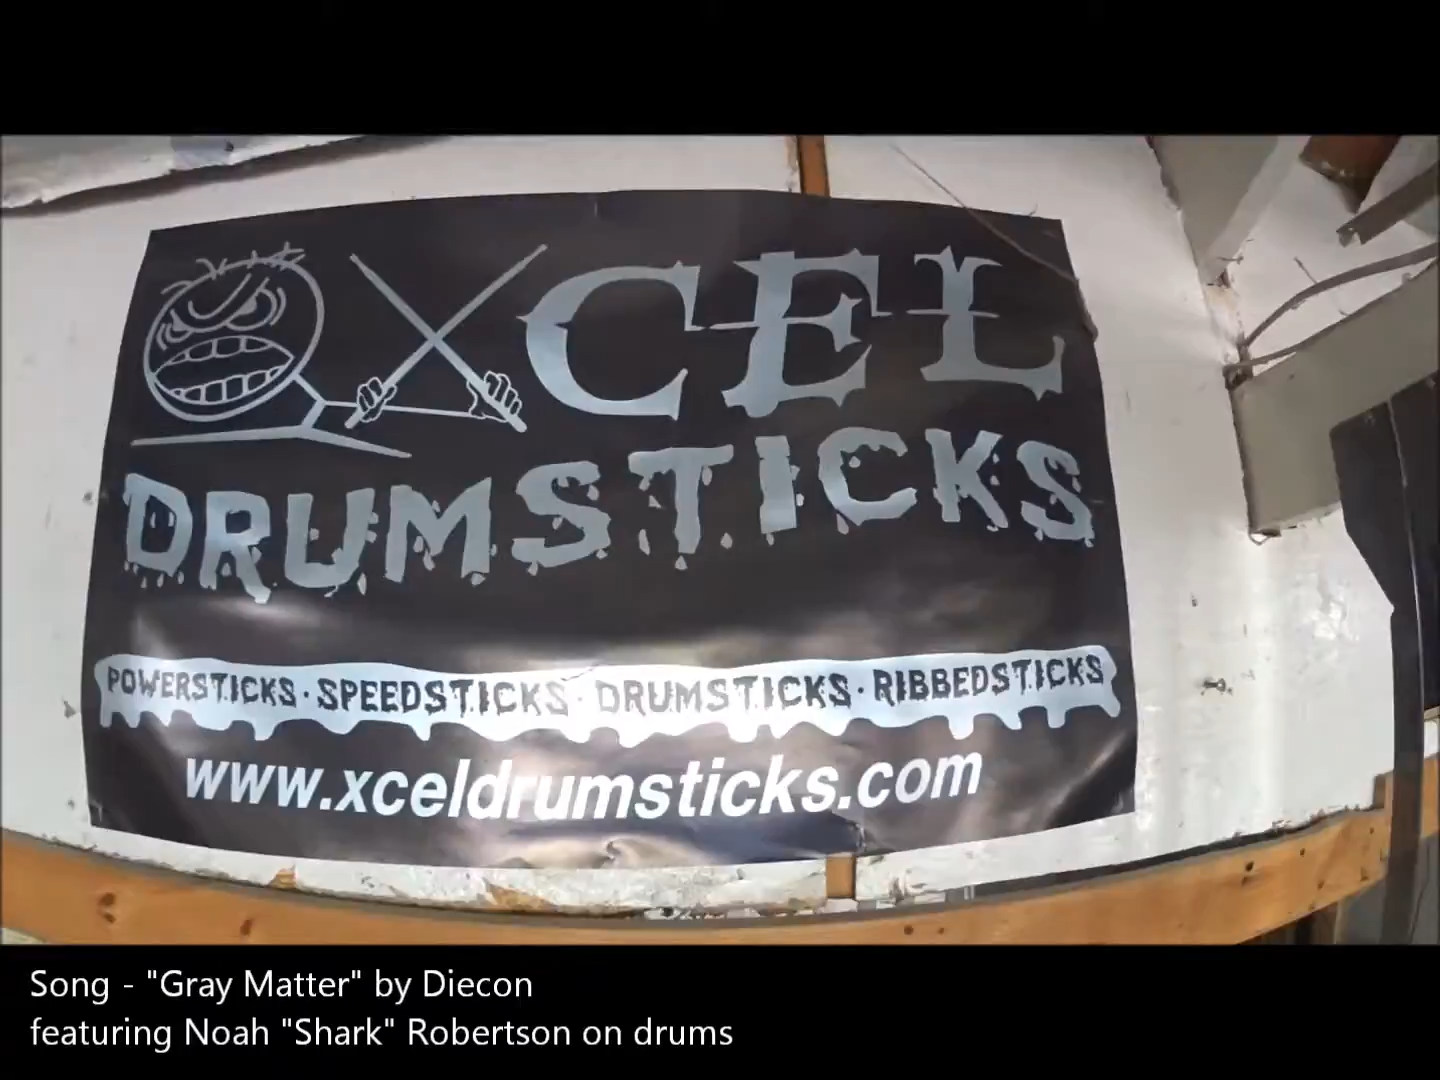 XCEL
DRUMSTICKS
POWERSTICKS · SPEEDSTICKS · DRUMSTICKS · RIBBEDSTICKS
www.xceldrumsticks.com
Song - "Gray Matter" by Diecon
featuring Noah "Shark" Robertson on drums